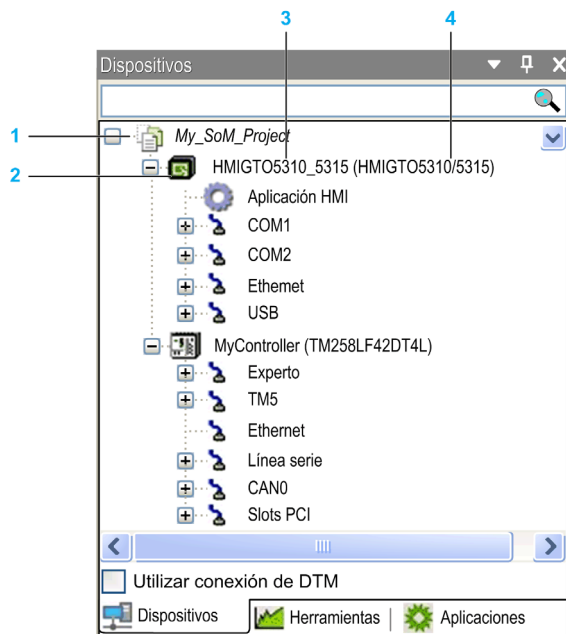 3 4
Dispositivos
1 My_SoM_Project
2 HMIGTO5310_5315 (HMIGTO5310/5315)
Aplicación HMI
COM1
COM2
Ethemet
USB
MyController (TM258LF42DT4L)
Experto
TM5
Ethernet
Línea serie
CAN0
Slots PCI
Utilizar conexión de DTM
Dispositivos Herramientas Aplicaciones